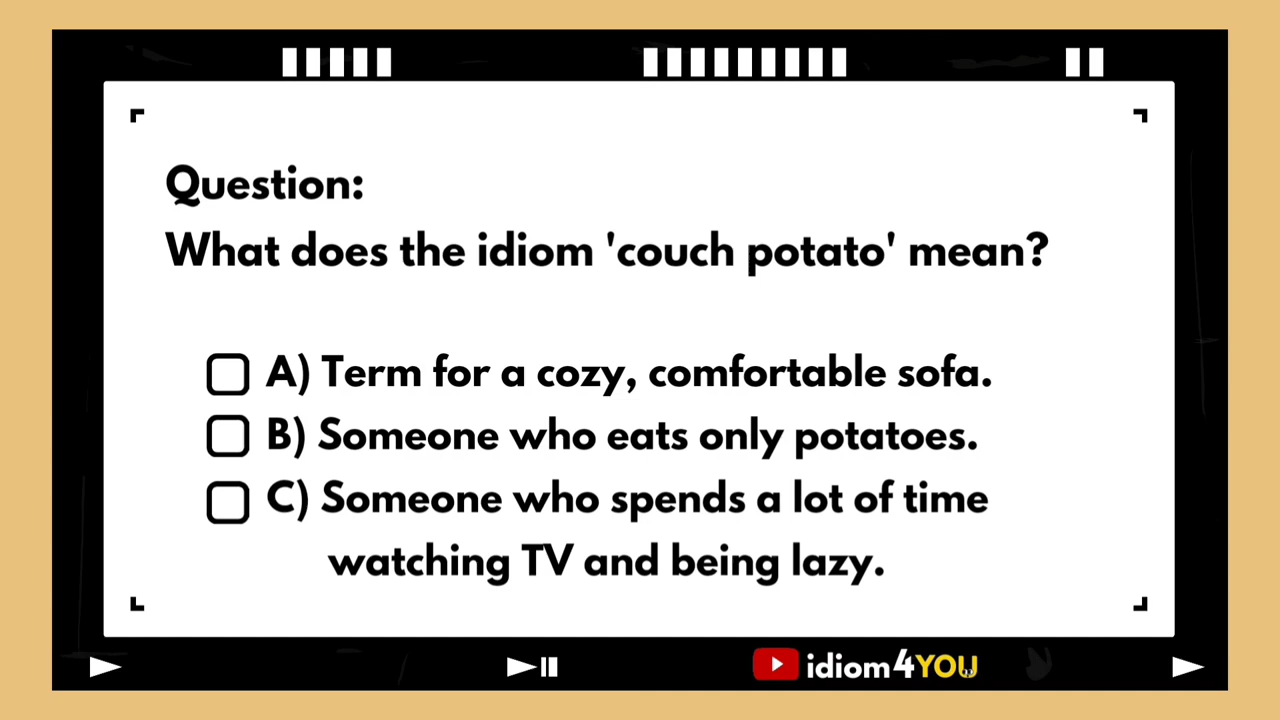 Question:
What does the idiom 'couch potato' mean?
A) Term for a cozy, comfortable sofa.
B) Someone who eats only potatoes.
C) Someone who spends a lot of time
watching TV and being lazy.
idiom4YOU